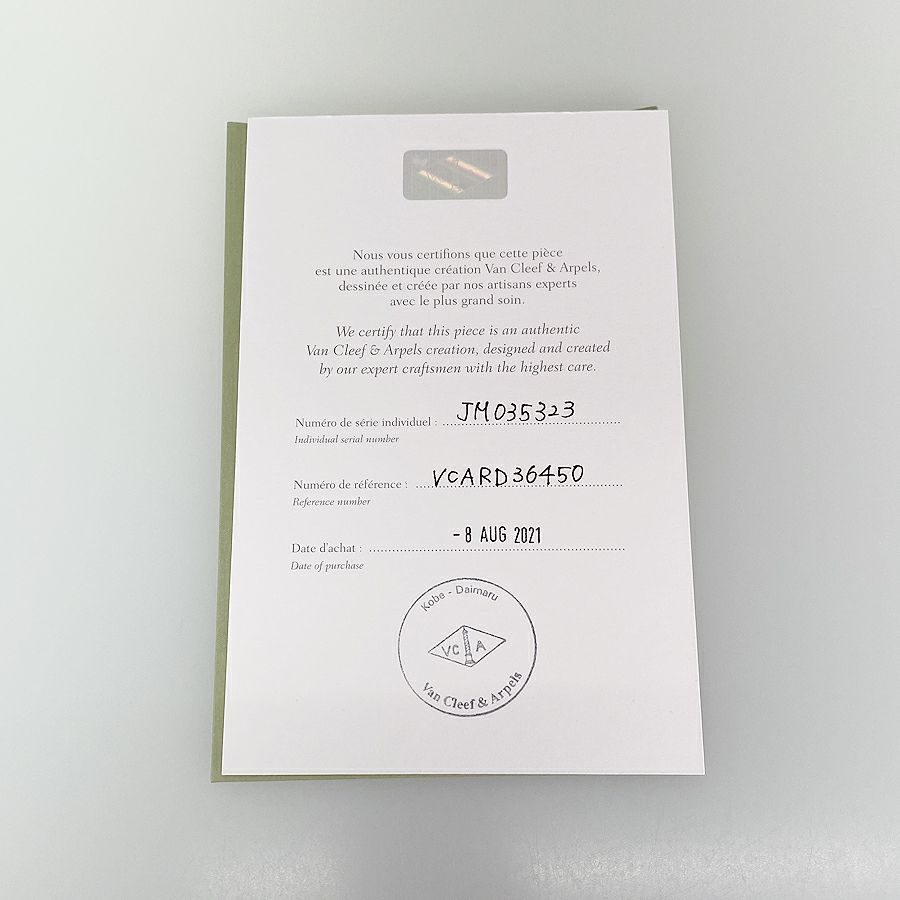 Nous vous certifions que cette pièce
est une authentique création Van Cleef & Arpels,
dessinée et créée par nos artisans experts
avec le plus grand soin.
We certify that this piece is an authentic
Van Cleef & Arpels creation, designed and created
by our expert craftsmen with the highest care.
Numéro de série individuel : JM035323
Individual serial number
Numéro de référence : VCARD36450
Reference number
Date d'achat : -8 AUG 2021
Date of purchase
Kobe - Daimaru
VC A
Van Cleef & Arpels